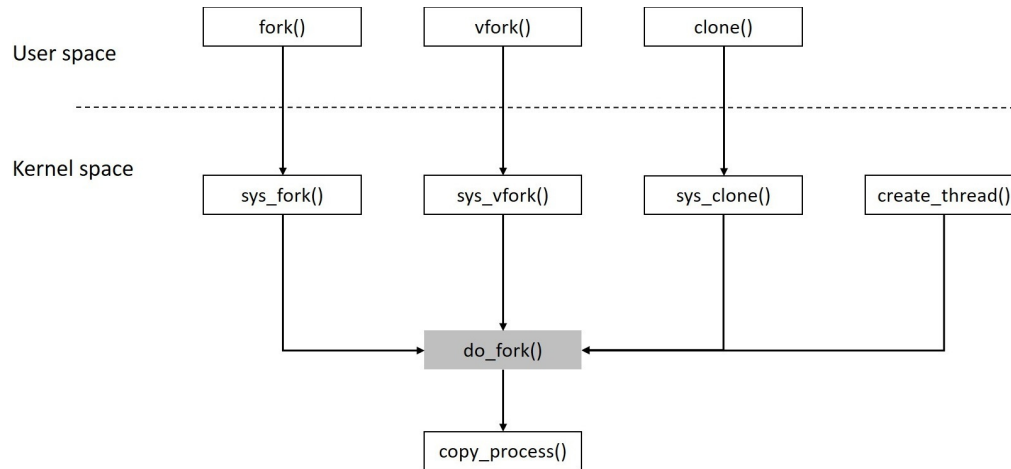 fork()
vfork()
clone()
User space
Kernel space
sys_fork()
sys_vfork()
sys_clone()
create_thread()
do_fork()
copy_process()